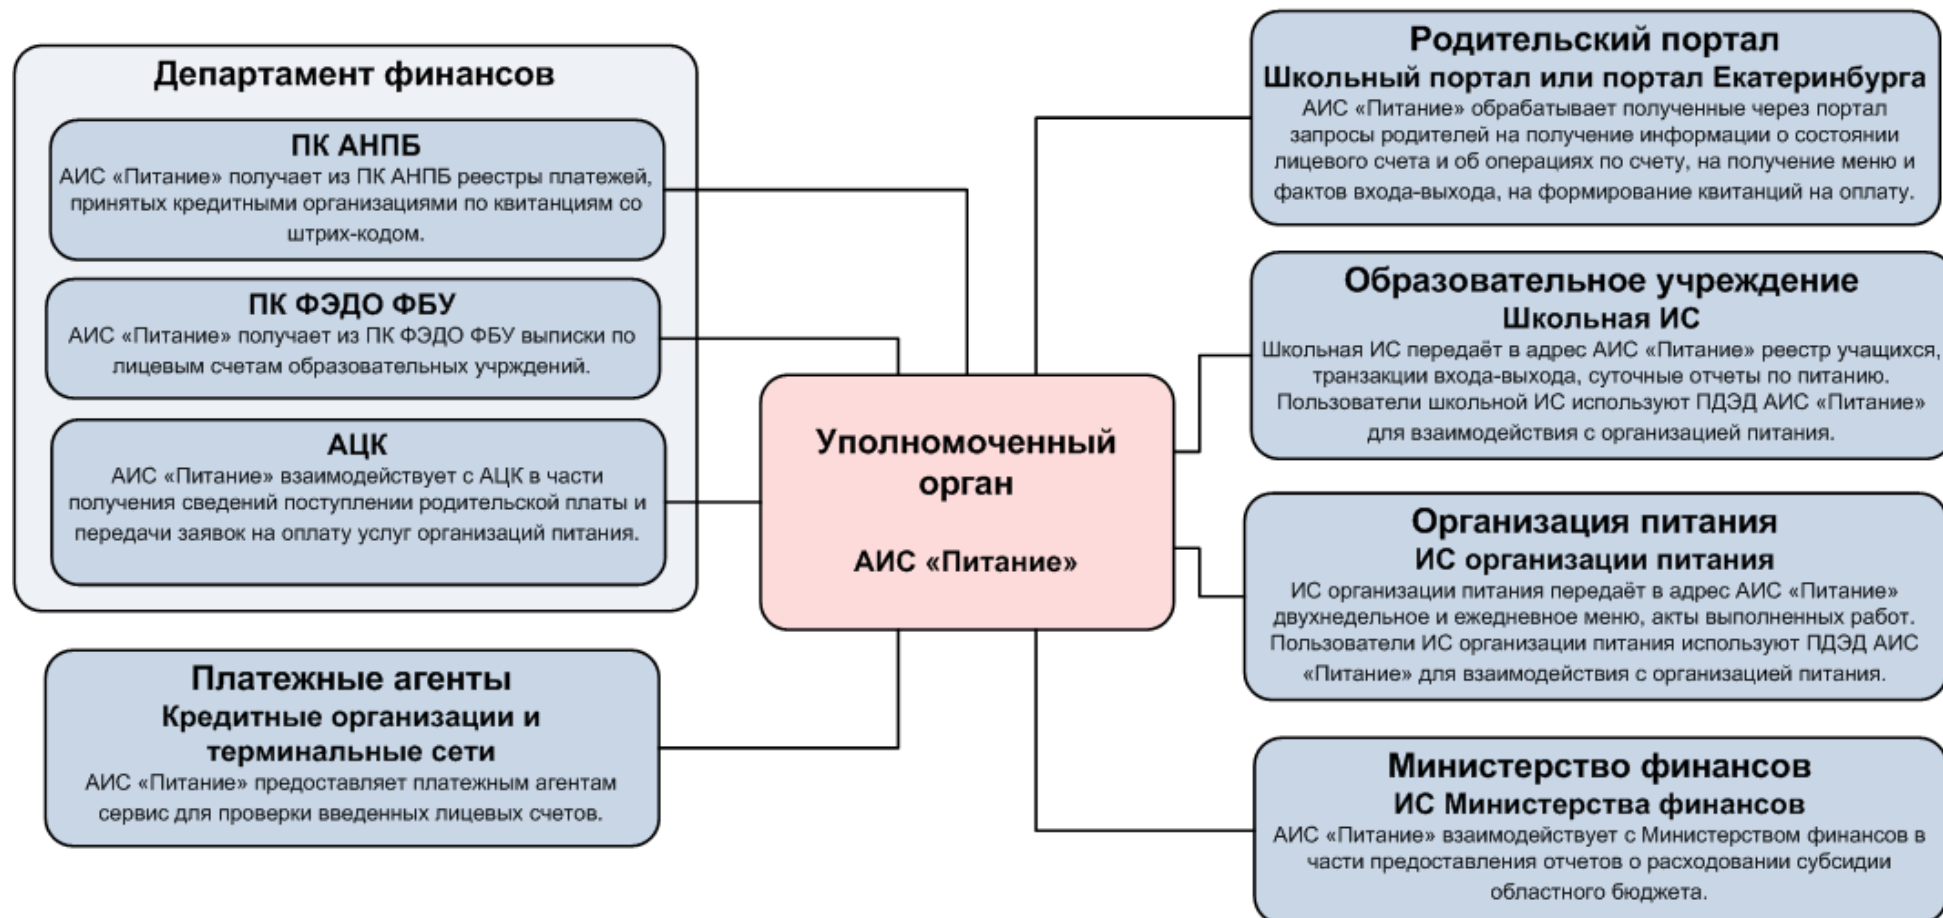 Департамент финансов
ПК АНПБ
АИС «Питание» получает из ПК АНПБ реестры платежей,
принятых кредитными организациями по квитанциям со
штрих-кодом.
ПК ФЭДО ФБУ
АИС «Питание» получает из ПК ФЭДО ФБУ выписки по
лицевым счетам образовательных учрждений.
АЦК
АИС «Питание» взаимодействует с АЦК в части
получения сведений поступлении родительской платы и
передачи заявок на оплату услуг организаций питания.
Платежные агенты
Кредитные организации и
терминальные сети
АИС «Питание» предоставляет платежным агентам
сервис для проверки введенных лицевых счетов.
Уполномоченный
орган
АИС «Питание»
Родительский портал
Школьный портал или портал Екатеринбурга
АИС «Питание» обрабатывает полученные через портал
запросы родителей на получение информации о состоянии
лицевого счета и об операциях по счету, на получение меню и
фактов входа-выхода, на формирование квитанций на оплату.
Образовательное учреждение
Школьная ИС
Школьная ИС передаёт в адрес АИС «Питание» реестр учащихся,
транзакции входа-выхода, суточные отчеты по питанию.
Пользователи школьной ИС используют ПДЭД АИС «Питание»
для взаимодействия с организацией питания.
Организация питания
ИС организации питания
ИС организации питания передаёт в адрес АИС «Питание»
двухнедельное и ежедневное меню, акты выполненных работ.
Пользователи ИС организации питания используют ПДЭД АИС
«Питание» для взаимодействия с организацией питания.
Министерство финансов
ИС Министерства финансов
АИС «Питание» взаимодействует с Министерством финансов в
части предоставления отчетов о расходовании субсидии
областного бюджета.